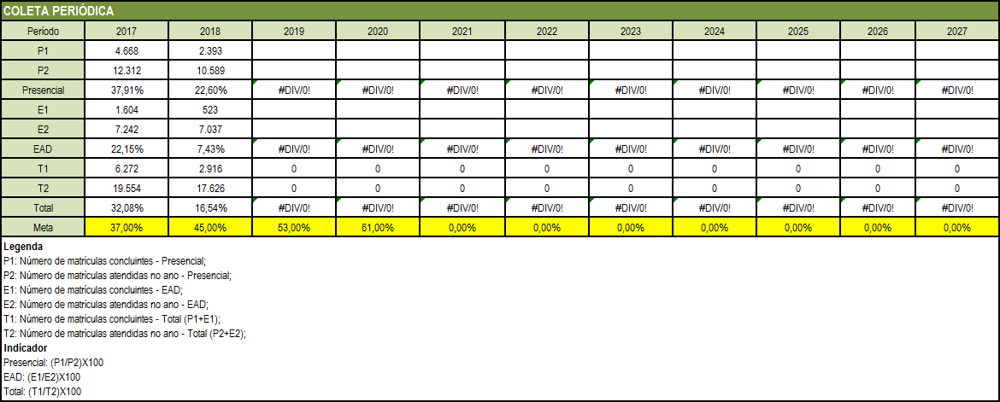 COLETA PERIÓDICA
Período 2017 2018 2019 2020 2021 2022 2023 2024 2025 2026 2027
P1 4.668 2.393
P2 12.312 10.589
Presencial 37,91% 22,60% #DIV/0! #DIV/0! #DIV/0! #DIV/0! #DIV/0! #DIV/0! #DIV/0! #DIV/0! #DIV/0!
E1 1.604 523
E2 7.242 7.037
EAD 22,15% 7,43% #DIV/0! #DIV/0! #DIV/0! #DIV/0! #DIV/0! #DIV/0! #DIV/0! #DIV/0! #DIV/0!
T1 6.272 2.916 0 0 0 0 0 0 0 0 0
T2 19.554 17.626 0 0 0 0 0 0 0 0 0
Total 32,08% 16,54% #DIV/0! #DIV/0! #DIV/0! #DIV/0! #DIV/0! #DIV/0! #DIV/0! #DIV/0! #DIV/0!
Meta 37,00% 45,00% 53,00% 61,00% 0,00% 0,00% 0,00% 0,00% 0,00% 0,00% 0,00%
Legenda
P1: Número de matrículas concluintes - Presencial;
P2: Número de matrículas atendidas no ano - Presencial;
E1: Número de matrículas concluintes - EAD;
E2: Número de matrículas atendidas no ano - EAD;
T1: Número de matrículas concluintes - Total (P1+E1);
T2: Número de matrículas atendidas no ano - Total (P2+E2);
Indicador
Presencial: (P1/P2)X100
EAD: (E1/E2)X100
Total: (T1/T2)X100